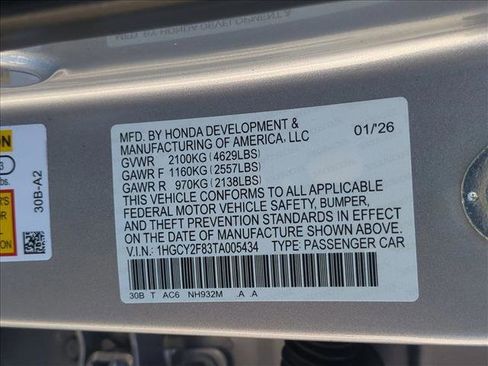 MFD. BY HONDA DEVELOPMENT &
MANUFACTURING OF AMERICA, LLC 01/'26
GVWR 2100KG(4629LBS)
GAWR F 1160KG(2557LBS)
GAWR R 970KG(2138LBS)
THIS VEHICLE CONFORMS TO ALL APPLICABLE
FEDERAL MOTOR VEHICLE SAFETY, BUMPER,
AND THEFT PREVENTION STANDARDS IN EFFECT
ON THE DATE OF MANUFACTURE SHOWN ABOVE.
V.I.N.: 1HGCY2F83TA005434 TYPE: PASSENGER CAR
30B T AC6 NH932M .A .A
30B-A2